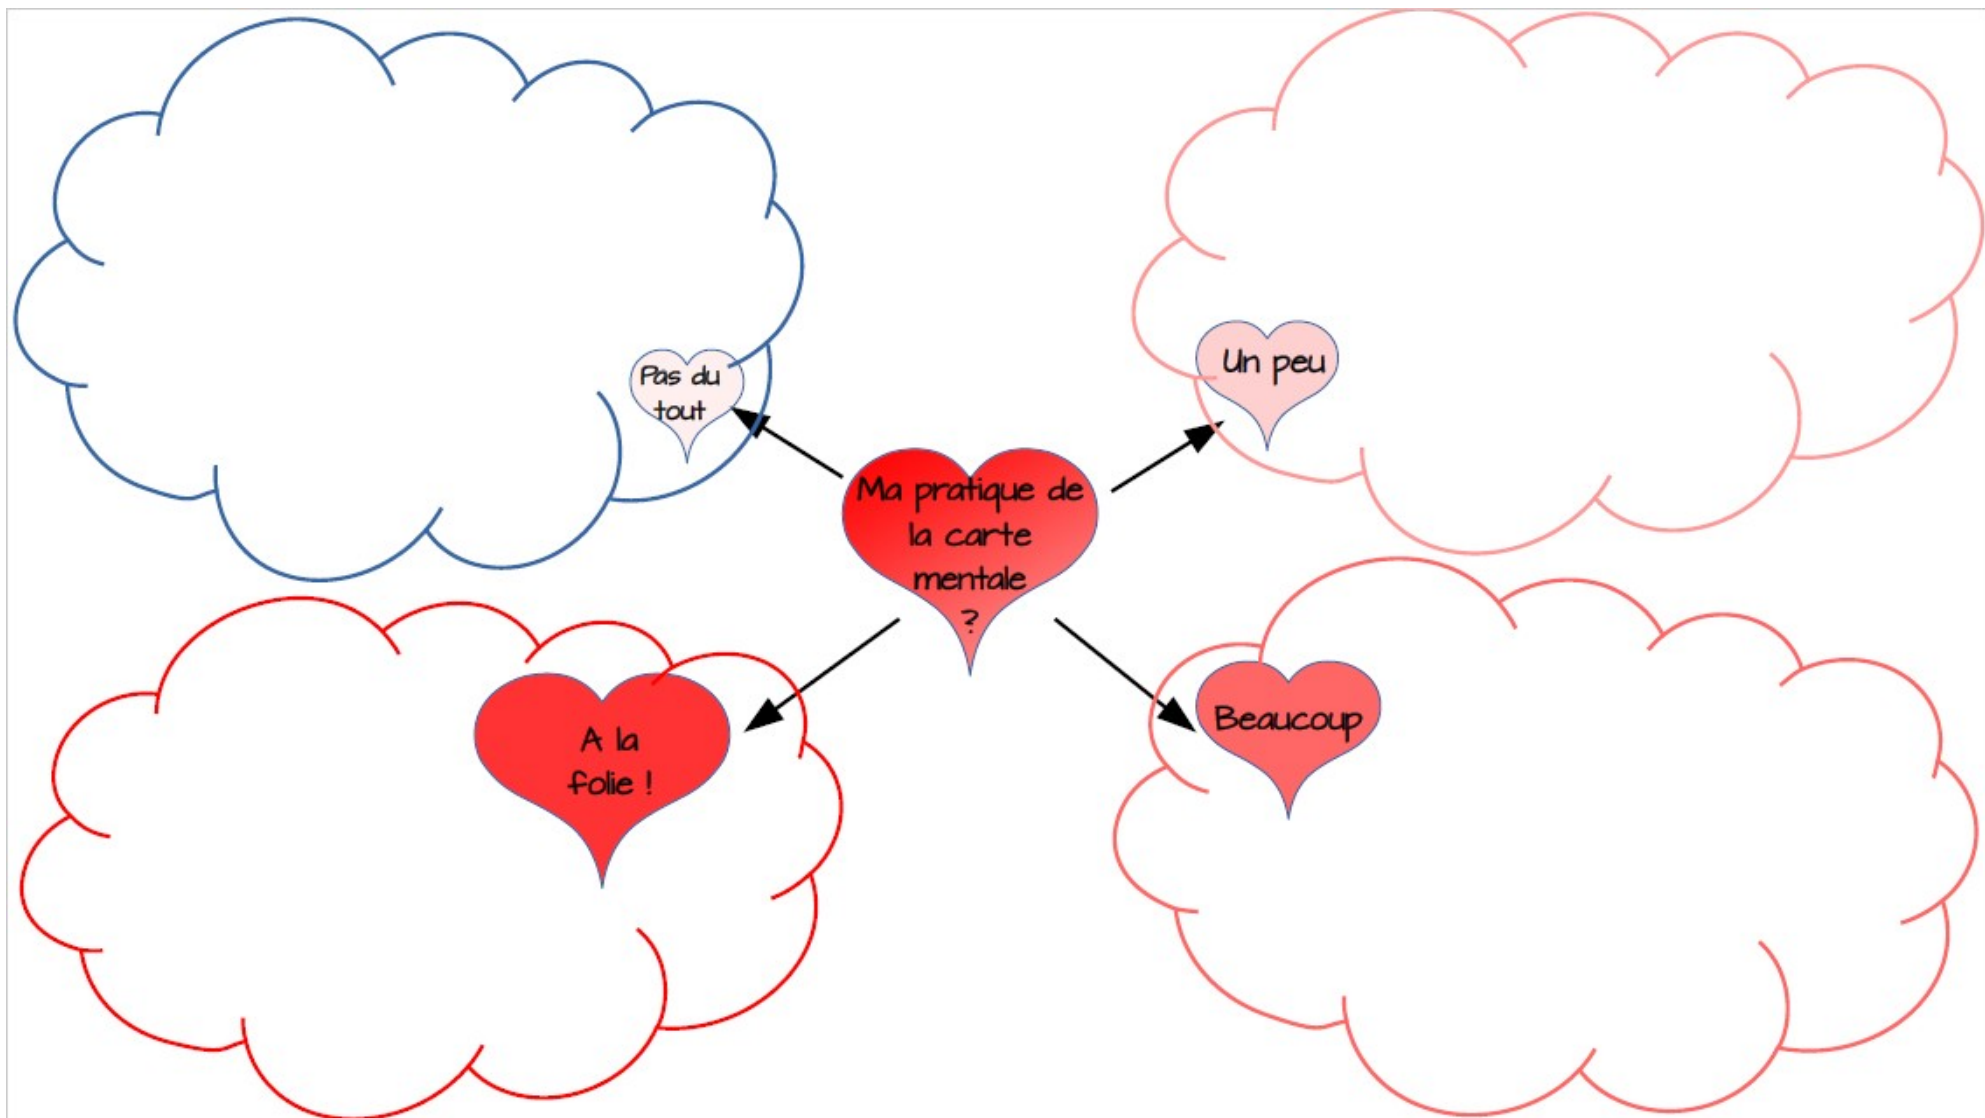 Pas du
tout
Un peu
Ma pratique de
la carte
mentale
?
A la
folie !
Beaucoup